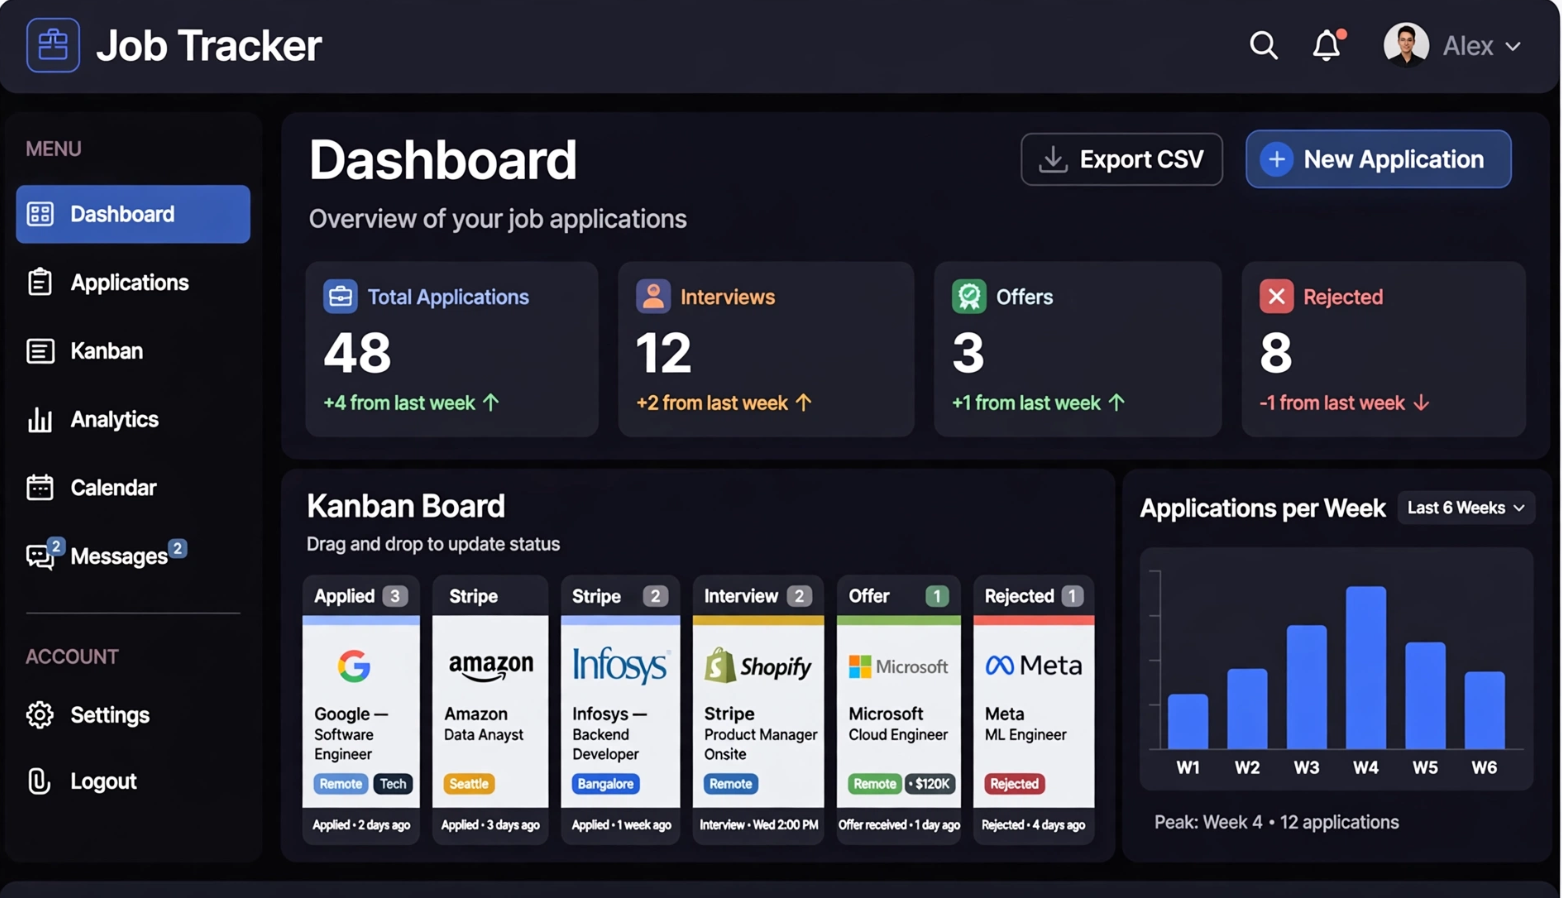 Job Tracker
Alex
MENU
Dashboard
Applications
Kanban
Analytics
Calendar
2
Messages 2
ACCOUNT
Settings
Logout
Dashboard
Overview of your job applications
Export CSV
New Application
Total Applications
48
+4 from last week ↑
Interviews
12
+2 from last week ↑
Offers
3
+1 from last week ↑
Rejected
8
-1 from last week ↓
Kanban Board
Drag and drop to update status
Applied 3
Google —
Software
Engineer
Remote Tech
Applied • 2 days ago
Stripe
amazon
Amazon
Data Anayst
Seattle
Applied • 3 days ago
Stripe 2
Infosys
Infosys —
Backend
Developer
Bangalore
Applied • 1 week ago
Interview 2
Shopify
Stripe
Product Manager
Onsite
Remote
Interview • Wed 2:00 PM
Offer 1
Microsoft
Microsoft
Cloud Engineer
Remote • $120K
Offer received • 1 day ago
Rejected 1
Meta
Meta
ML Engineer
Rejected
Rejected • 4 days ago
Applications per Week
Last 6 Weeks
W1 W2 W3 W4 W5 W6
Peak: Week 4 • 12 applications